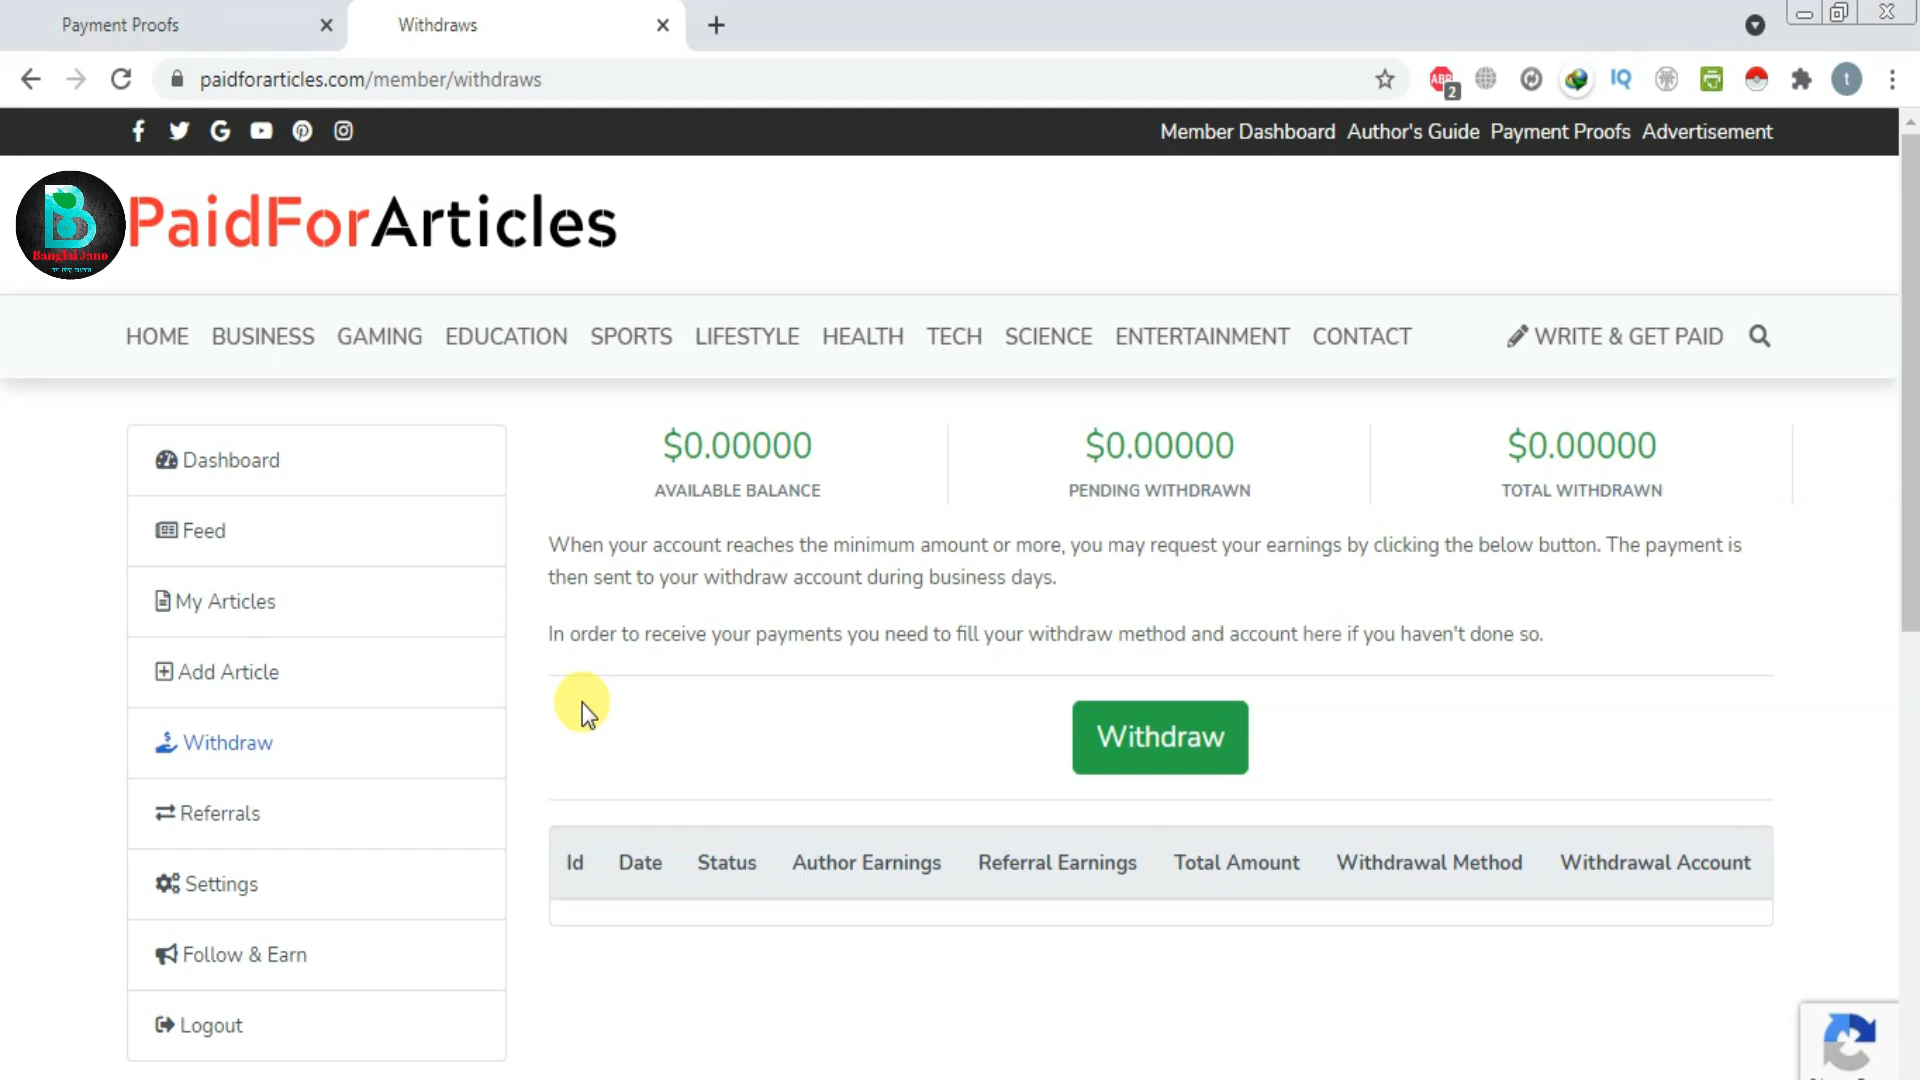 Payment Proofs
Withdraws
paidforarticles.com/member/withdraws
ABP
2
IQ
t
Member Dashboard Author's Guide Payment Proofs Advertisement
B
BanglaI Jano
PaidForArticles
HOME BUSINESS GAMING EDUCATION SPORTS LIFESTYLE HEALTH TECH SCIENCE ENTERTAINMENT CONTACT WRITE & GET PAID
Dashboard
Feed
My Articles
Add Article
Withdraw
Referrals
Settings
Follow & Earn
Logout
$0.00000 $0.00000 $0.00000
AVAILABLE BALANCE PENDING WITHDRAWN TOTAL WITHDRAWN
When your account reaches the minimum amount or more, you may request your earnings by clicking the below button. The payment is
then sent to your withdraw account during business days.
In order to receive your payments you need to fill your withdraw method and account here if you haven't done so.
Withdraw
Id Date Status Author Earnings Referral Earnings Total Amount Withdrawal Method Withdrawal Account